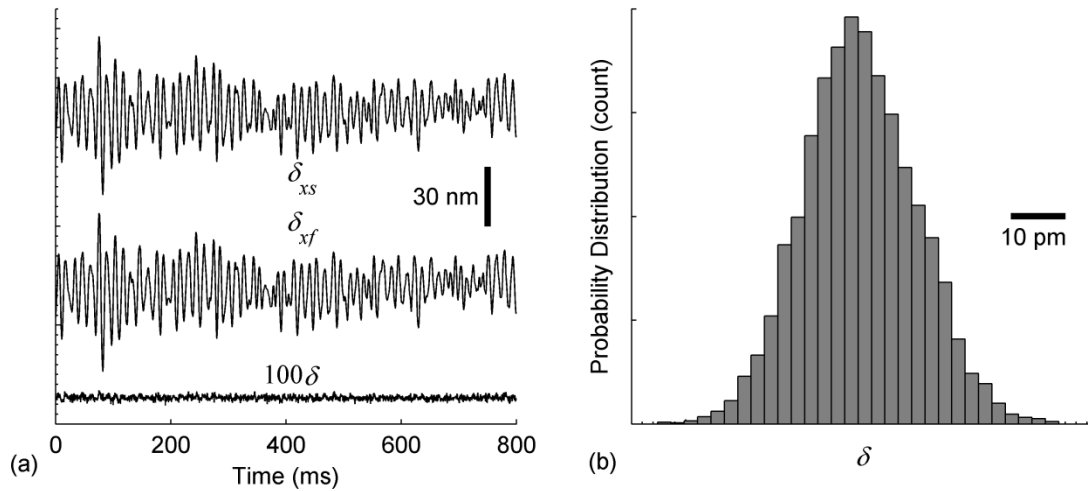 δxs
30 nm
δxf
100δ
0
200
400
600
800
Time (ms)
(a)
Probability Distribution (count)
10 pm
δ
(b)